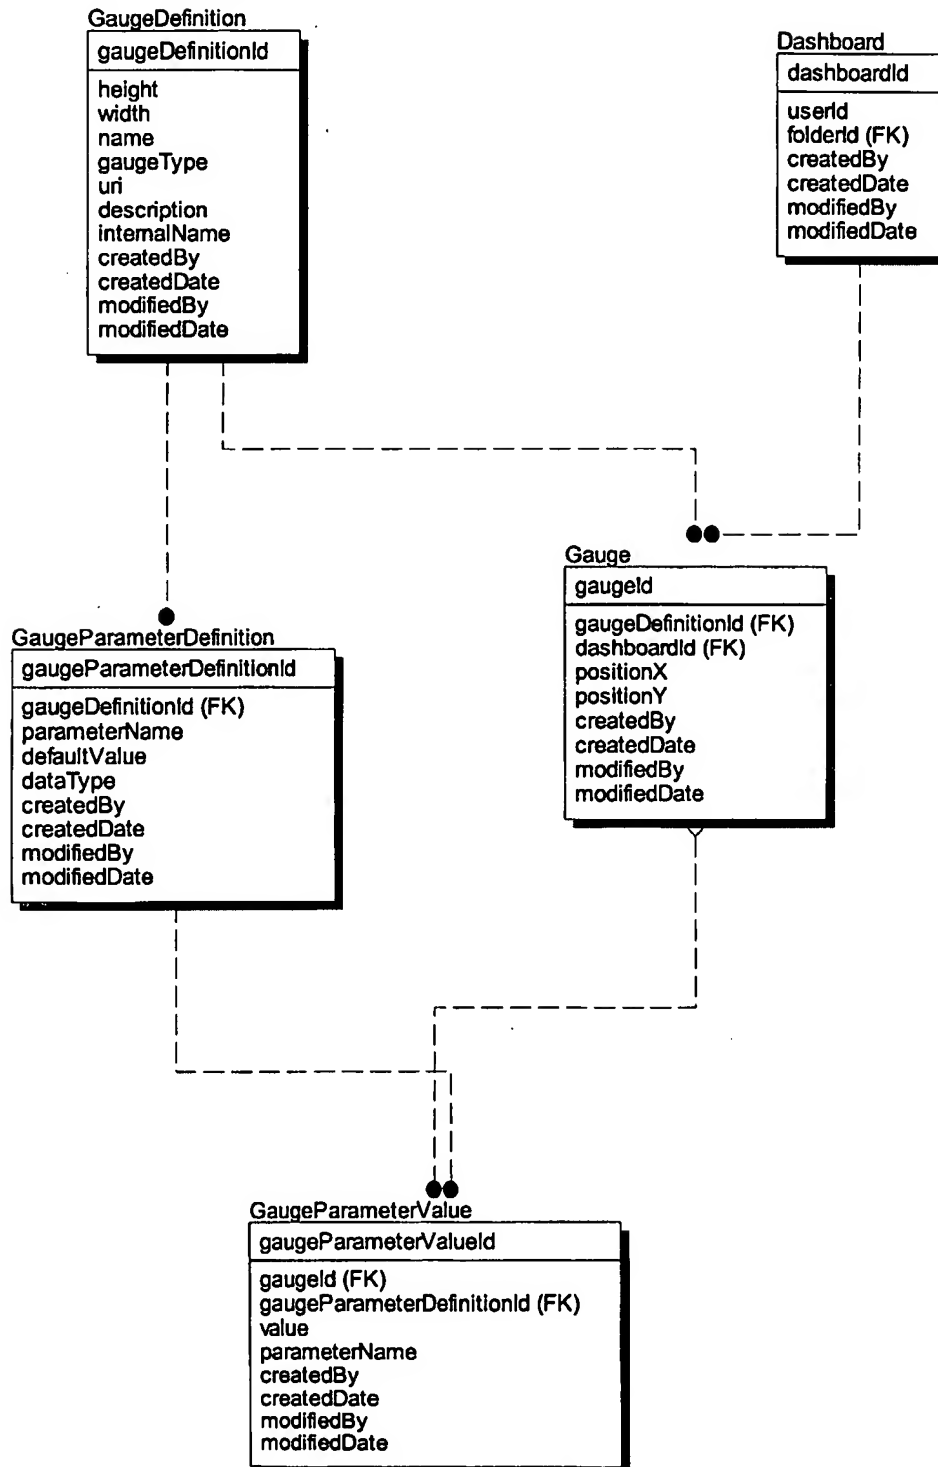 GaugeDefinition
gaugeDefinitionId
height
width
name
gaugeType
uri
description
internalName
createdBy
createdDate
modifiedBy
modifiedDate
Dashboard
dashboardId
userId
folderId (FK)
createdBy
createdDate
modifiedBy
modifiedDate
Gauge
gaugeId
gaugeDefinitionId (FK)
dashboardId (FK)
positionX
positionY
createdBy
createdDate
modifiedBy
modifiedDate
GaugeParameterDefinition
gaugeParameterDefinitionId
gaugeDefinitionId (FK)
parameterName
defaultValue
dataType
createdBy
createdDate
modifiedBy
modifiedDate
GaugeParameterValue
gaugeParameterValueId
gaugeId (FK)
gaugeParameterDefinitionId (FK)
value
parameterName
createdBy
createdDate
modifiedBy
modifiedDate